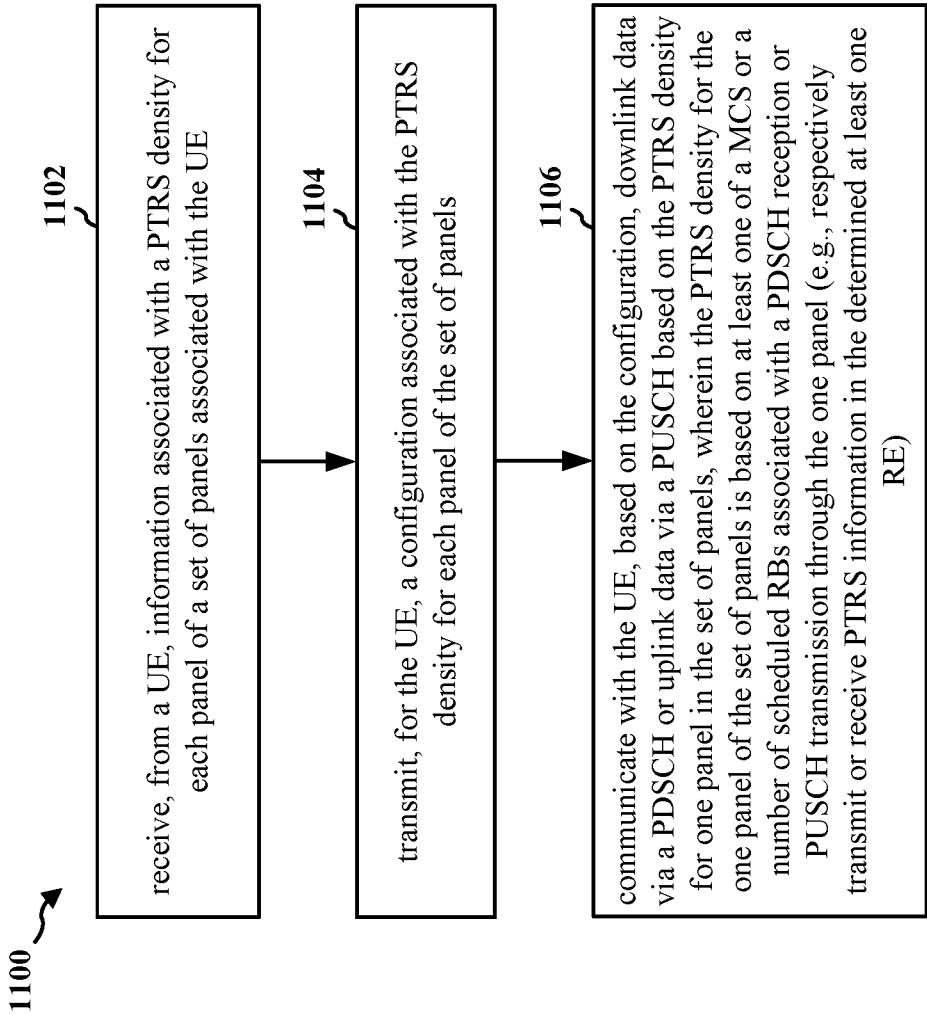 1100
1102
receive, from a UE, information associated with a PTRS density for
each panel of a set of panels associated with the UE
1104
transmit, for the UE, a configuration associated with the PTRS
density for each panel of the set of panels
1106
communicate with the UE, based on the configuration, downlink data
via a PDSCH or uplink data via a PUSCH based on the PTRS density
for one panel in the set of panels, wherein the PTRS density for the
one panel of the set of panels is based on at least one of a MCS or a
number of scheduled RBs associated with a PDSCH reception or
PUSCH transmission through the one panel (e.g., respectively
transmit or receive PTRS information in the determined at least one
RE)